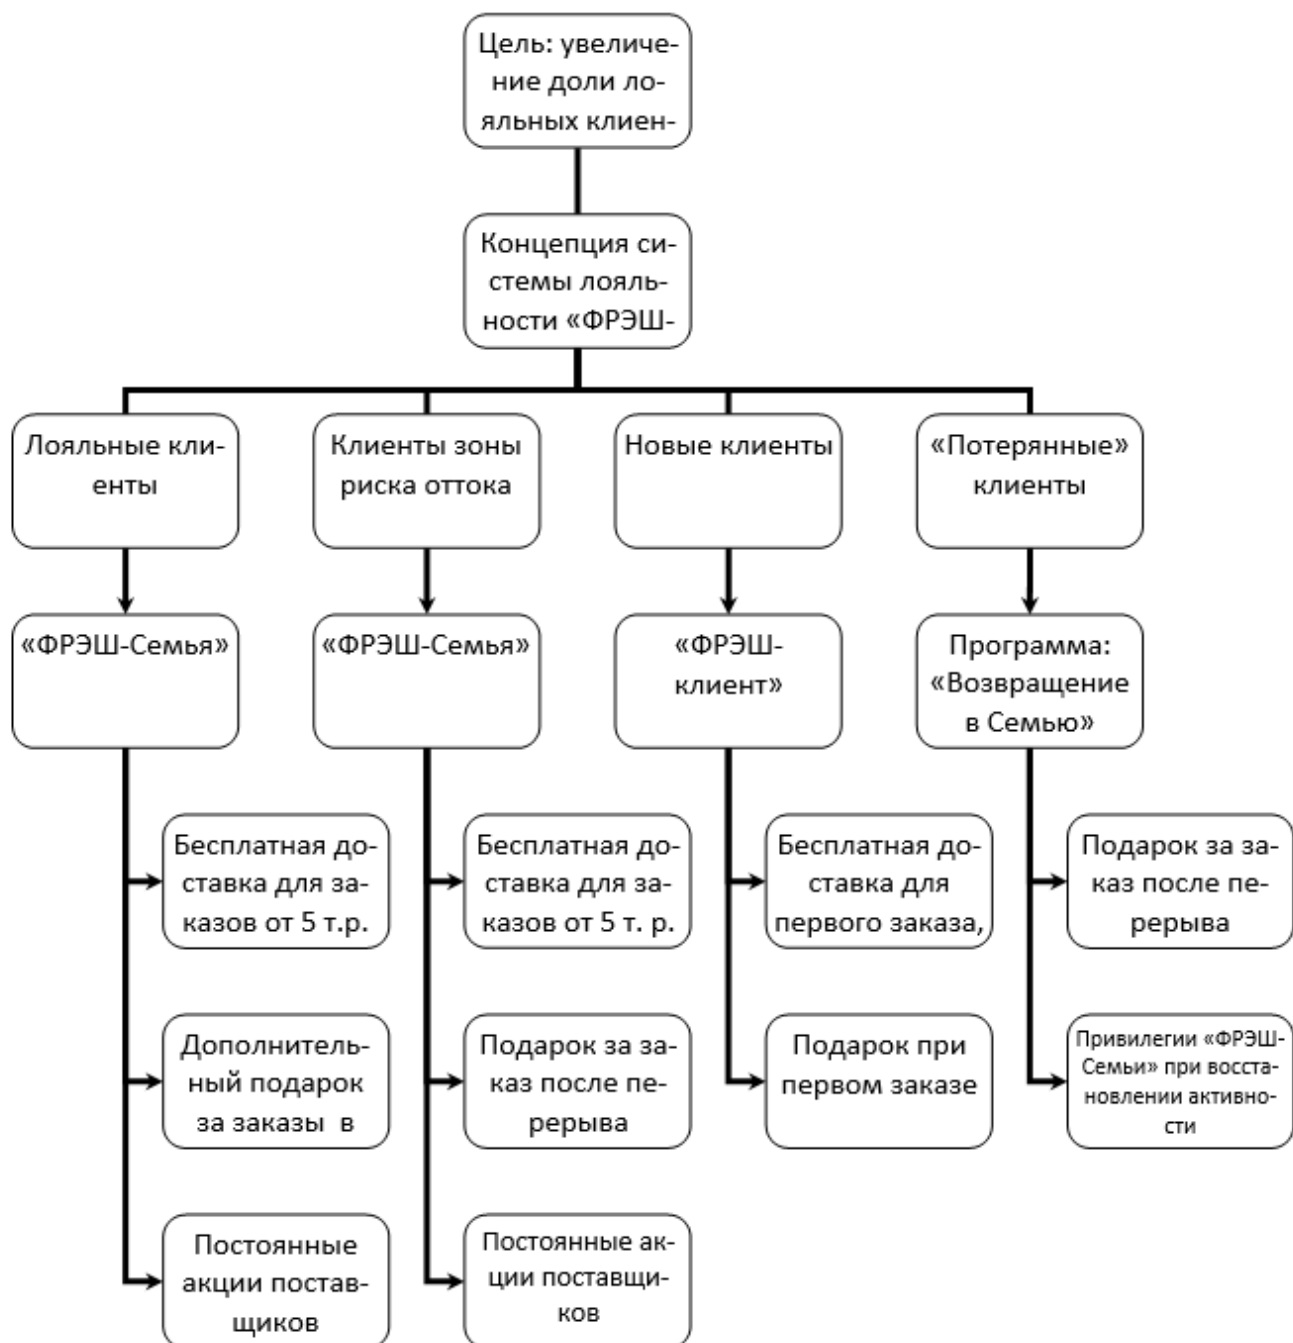 Цель: увеличе-
ние доли ло-
яльных клиен-
Концепция си-
стемы лояль-
ности «ФРЭШ-
Лояльные кли-
енты
Клиенты зоны
риска оттока
Новые клиенты
«Потерянные»
клиенты
«ФРЭШ-Семья»
«ФРЭШ-Семья»
«ФРЭШ-
клиент»
Программа:
«Возвращение
в Семью»
Бесплатная до-
ставка для за-
казов от 5 т.р.
Бесплатная до-
ставка для за-
казов от 5 т. р.
Бесплатная до-
ставка для
первого заказа,
Подарок за за-
каз после пе-
рерыва
Дополнитель-
ный подарок
за заказы в
Подарок за за-
каз после пе-
рерыва
Подарок при
первом заказе
Привилегии «ФРЭШ-
Семьи» при восста-
новлении активно-
сти
Постоянные
акции постав-
щиков
Постоянные ак-
ции поставщи-
ков